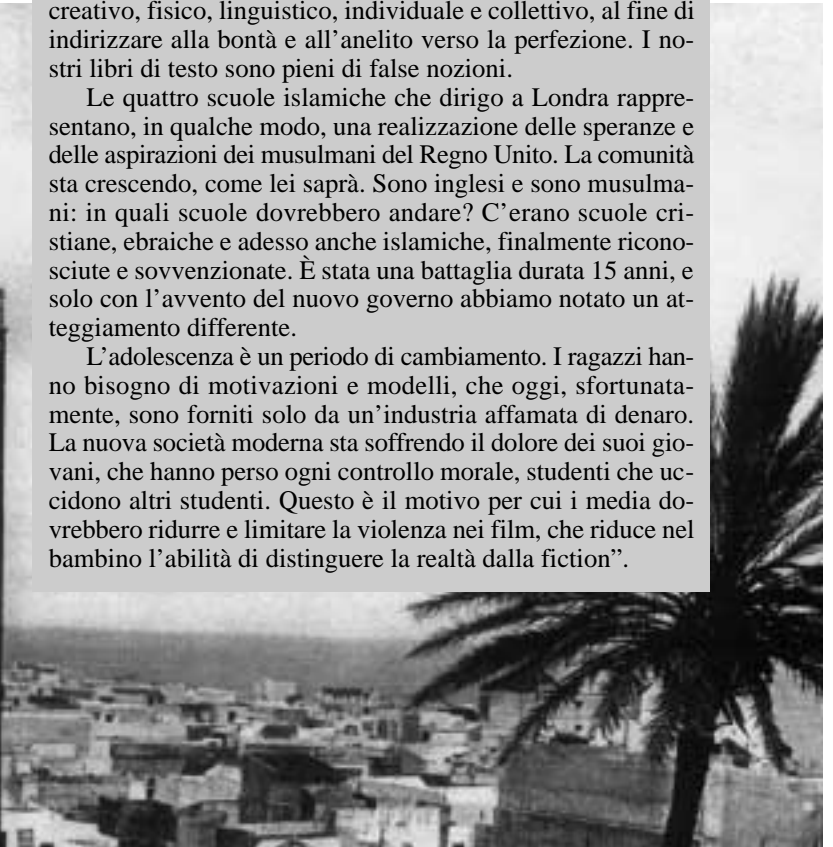 creativo, fisico, linguistico, individuale e collettivo, al fine di
indirizzare alla bontà e all’anelito verso la perfezione. I no-
stri libri di testo sono pieni di false nozioni.
Le quattro scuole islamiche che dirigo a Londra rappre-
sentano, in qualche modo, una realizzazione delle speranze e
delle aspirazioni dei musulmani del Regno Unito. La comunità
sta crescendo, come lei saprà. Sono inglesi e sono musulma-
ni: in quali scuole dovrebbero andare? C’erano scuole cri-
stiane, ebraiche e adesso anche islamiche, finalmente ricono-
sciute e sovvenzionate. È stata una battaglia durata 15 anni, e
solo con l’avvento del nuovo governo abbiamo notato un at-
teggiamento differente.
L’adolescenza è un periodo di cambiamento. I ragazzi han-
no bisogno di motivazioni e modelli, che oggi, sfortunata-
mente, sono forniti solo da un’industria affamata di denaro.
La nuova società moderna sta soffrendo il dolore dei suoi gio-
vani, che hanno perso ogni controllo morale, studenti che uc-
cidono altri studenti. Questo è il motivo per cui i media do-
vrebbero ridurre e limitare la violenza nei film, che riduce nel
bambino l’abilità di distinguere la realtà dalla fiction”.